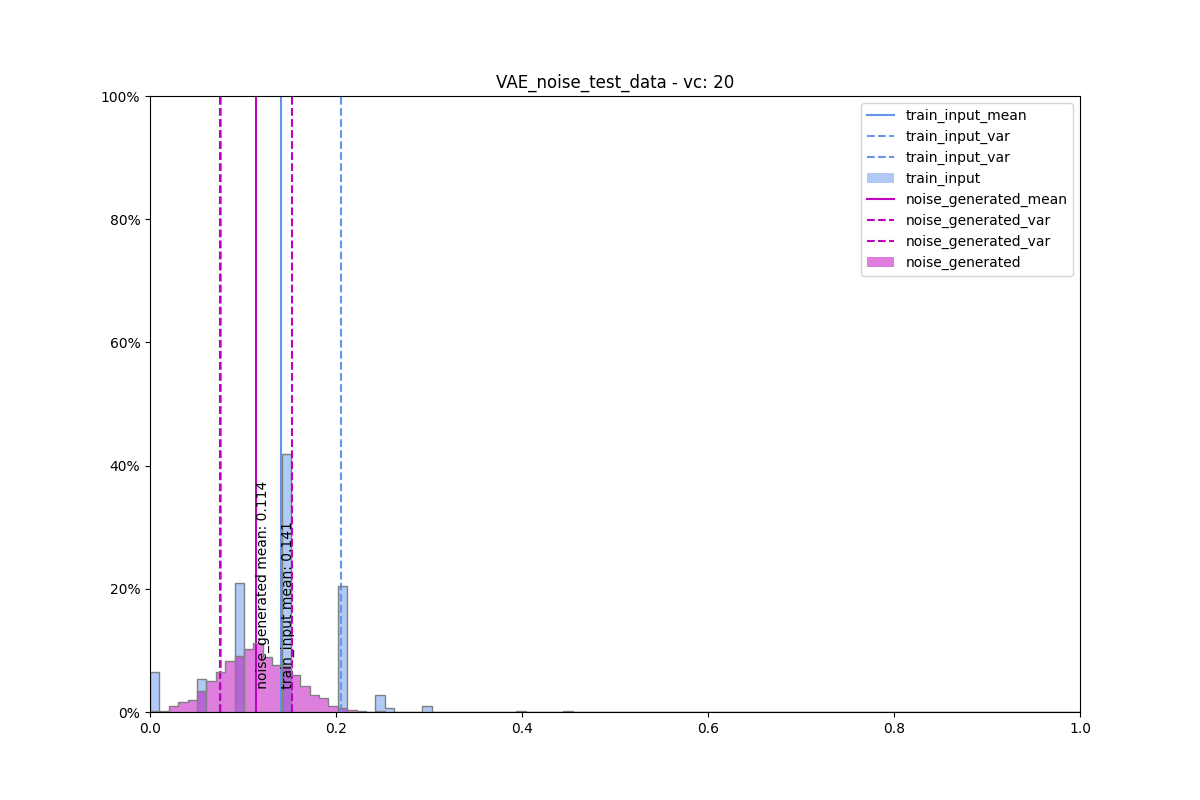 VAE_noise_test_data - vc: 20
100%
80%
60%
40%
20%
0%
train_input_mean
train_input_var
train_input_var
train_input
noise_generated_mean
noise_generated_var
noise_generated_var
noise_generated
noise_generated mean: 0.114
train_input mean: 0.141
0.0
0.2
0.4
0.6
0.8
1.0